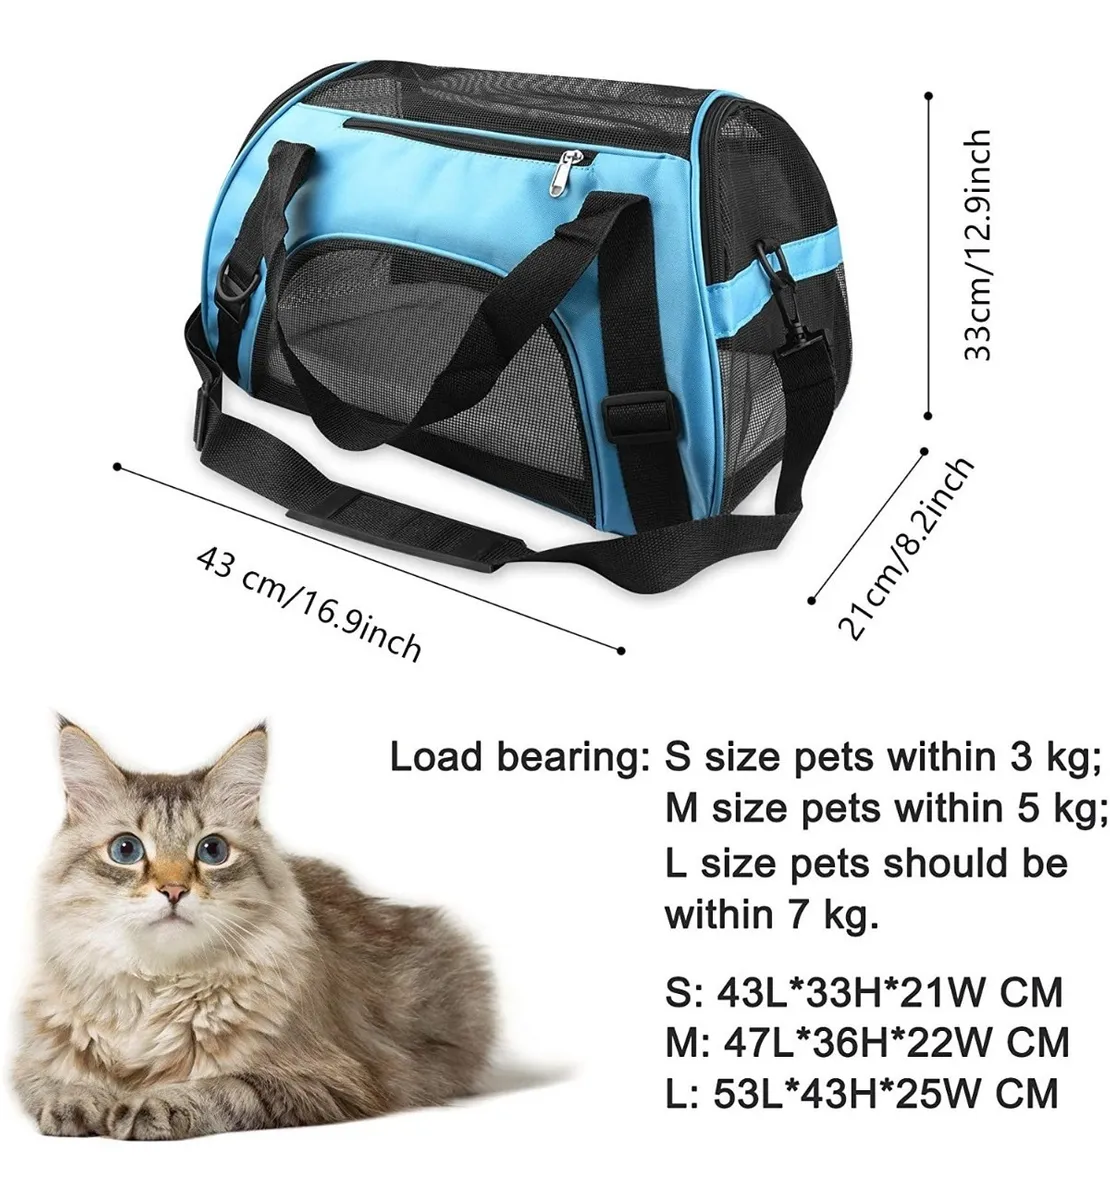 33cm/12.9inch
21cm/8.2inch
43 cm/16.9inch
Load bearing: S size pets within 3 kg;
M size pets within 5 kg;
L size pets should be
within 7 kg.
S: 43L*33H*21W CM
M: 47L*36H*22W CM
L: 53L*43H*25W CM